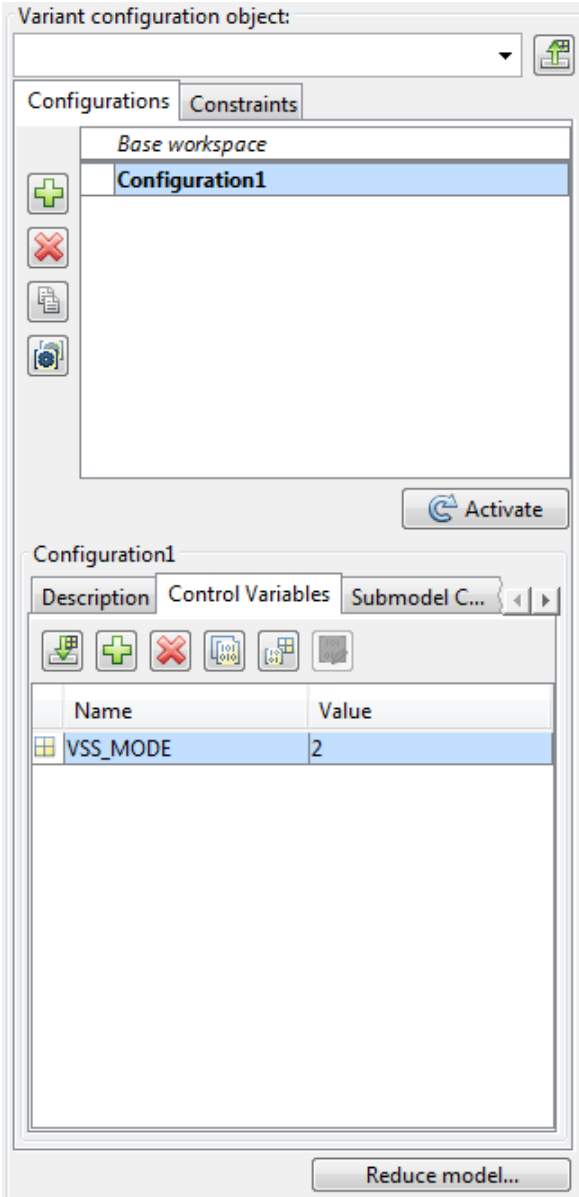 Variant configuration object:
Configurations Constraints
Base workspace
Configuration1
Activate
Configuration1
Description Control Variables Submodel C...
Name Value
VSS_MODE 2
Reduce model...